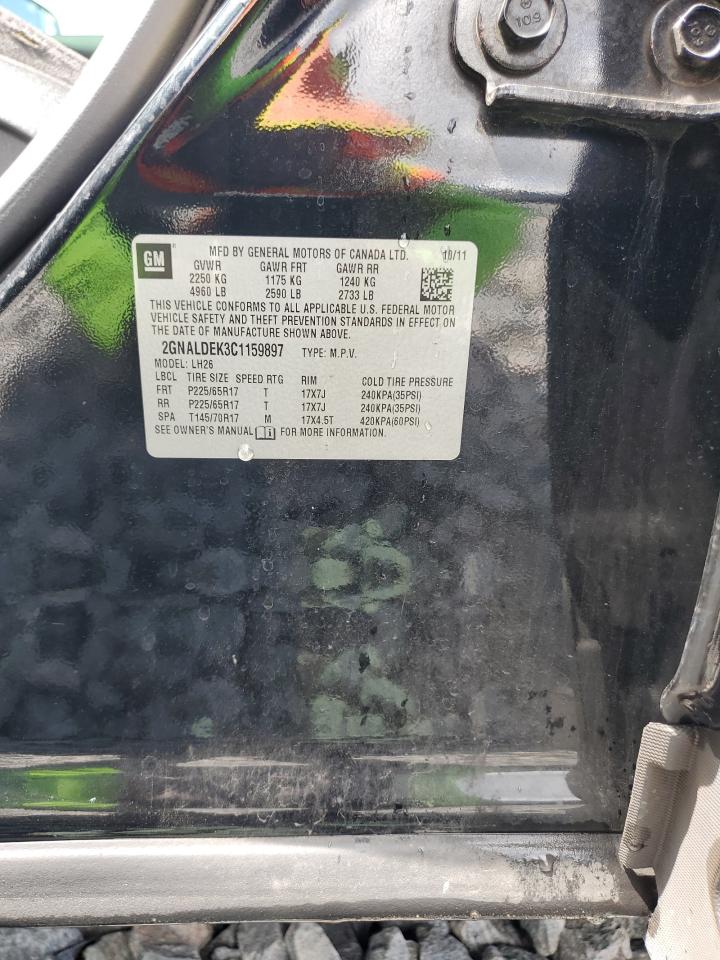 10.9
GM MFD BY GENERAL MOTORS OF CANADA LTD. 10/11
GVWR GAWR FRT GAWR RR
2250 KG 1175 KG 1240 KG
4960 LB 2590 LB 2733 LB
THIS VEHICLE CONFORMS TO ALL APPLICABLE U.S. FEDERAL MOTOR
VEHICLE SAFETY AND THEFT PREVENTION STANDARDS IN EFFECT ON
THE DATE OF MANUFACTURE SHOWN ABOVE.
2GNALDEK3C1159897 TYPE: M.P.V.
MODEL: LH26
LBCL TIRE SIZE SPEED RTG RIM COLD TIRE PRESSURE
FRT P225/65R17 T 17X7J 240KPA(35PSI)
RR P225/65R17 T 17X7J 240KPA(35PSI)
SPA T145/70R17 M 17X4.5T 420KPA(60PSI)
SEE OWNER'S MANUAL FOR MORE INFORMATION.